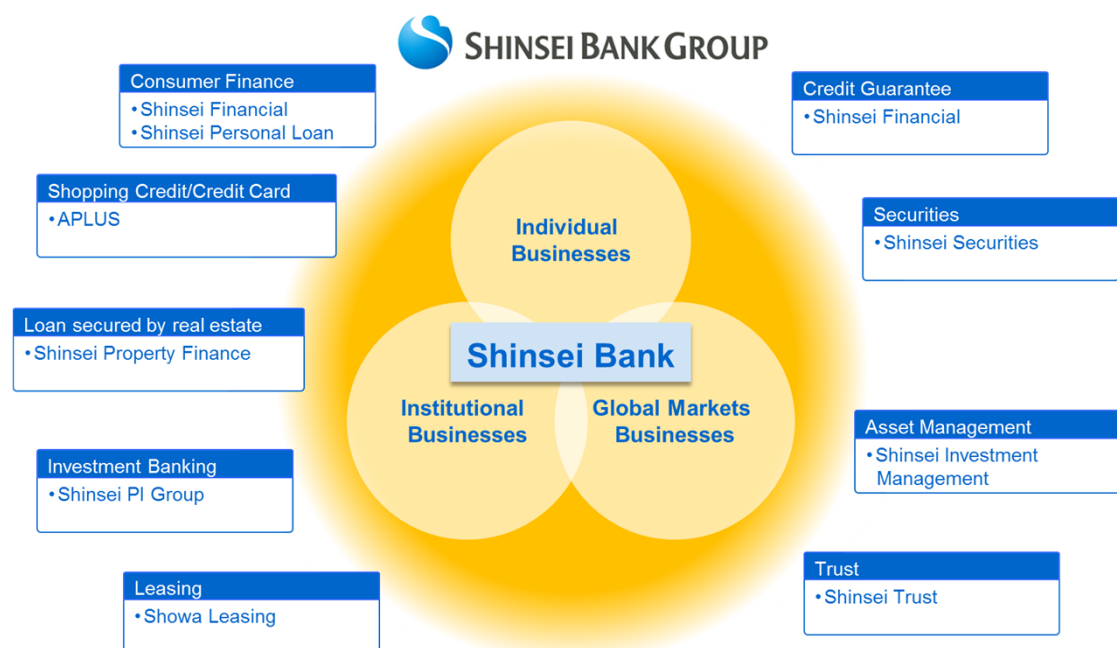 SHINSEI BANK GROUP
Consumer Finance
•Shinsei Financial
•Shinsei Personal Loan
Shopping Credit/Credit Card
•APLUS
Loan secured by real estate
•Shinsei Property Finance
Investment Banking
•Shinsei PI Group
Leasing
•Showa Leasing
Individual
Businesses
Shinsei Bank
Institutional
Businesses
Global Markets
Businesses
Credit Guarantee
•Shinsei Financial
Securities
•Shinsei Securities
Asset Management
•Shinsei Investment
Management
Trust
•Shinsei Trust